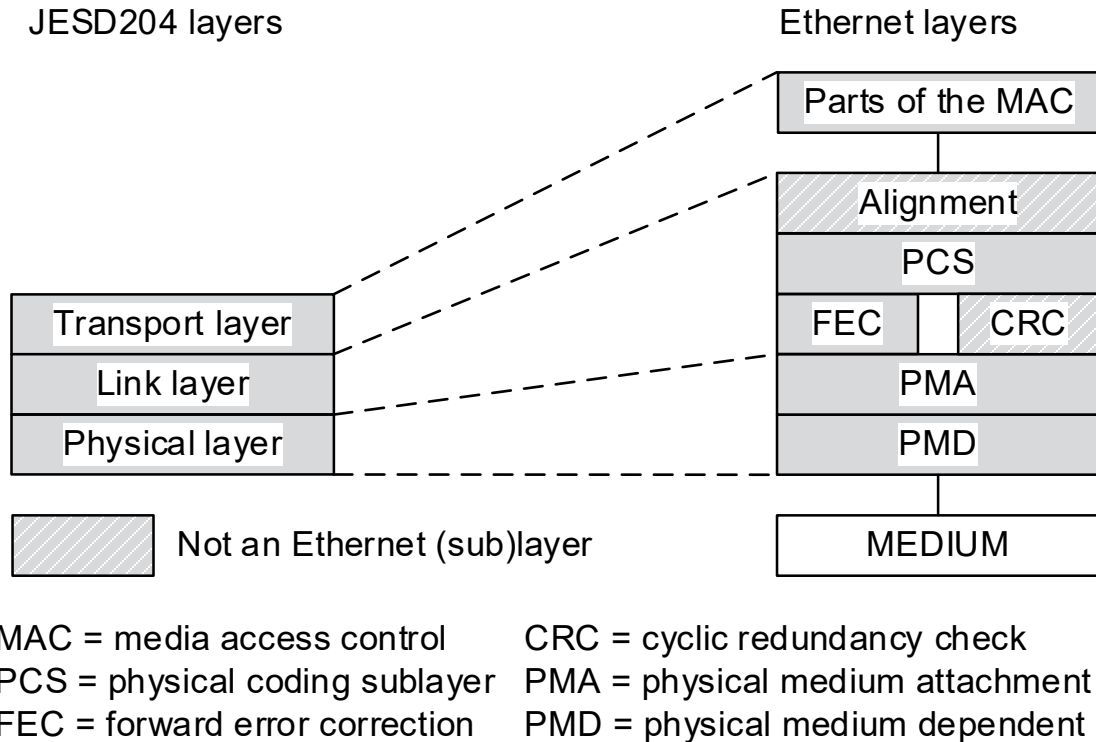 JESD204 layers
Ethernet layers
Parts of the MAC
Alignment
PCS
FEC
CRC
PMA
PMD
MEDIUM
Transport layer
Link layer
Physical layer
Not an Ethernet (sub)layer
MAC = media access control
CRC = cyclic redundancy check
PCS = physical coding sublayer
PMA = physical medium attachment
FEC = forward error correction
PMD = physical medium dependent